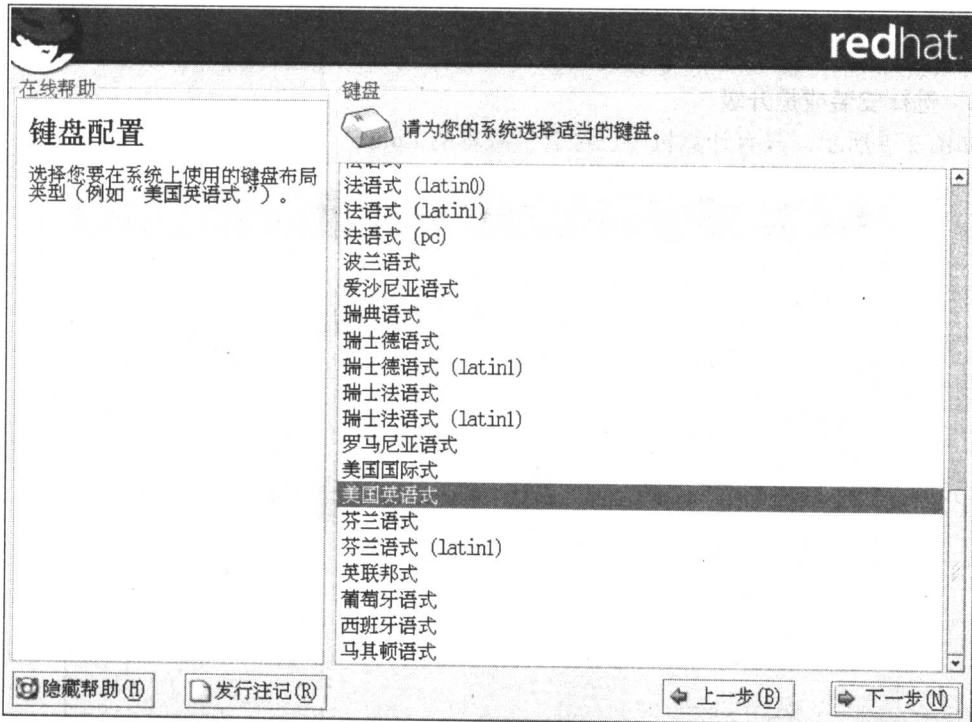 redhat.
在线帮助
键盘配置
选择您要在系统上使用的键盘布局
类型（例如“美国英语式 ”）。
键盘
请为您的系统选择适当的键盘。
法语式 (latin0)
法语式 (latin1)
法语式 (pc)
波兰语式
爱沙尼亚语式
瑞典语式
瑞士德语式
瑞士德语式 (latin1)
瑞士法语式
瑞士法语式 (latin1)
罗马尼亚语式
美国国际式
美国英语式
芬兰语式
芬兰语式 (latin1)
英联邦式
葡萄牙语式
西班牙语式
马其顿语式
隐藏帮助(H)
发行注记(R)
上一步(B)
下一步(N)